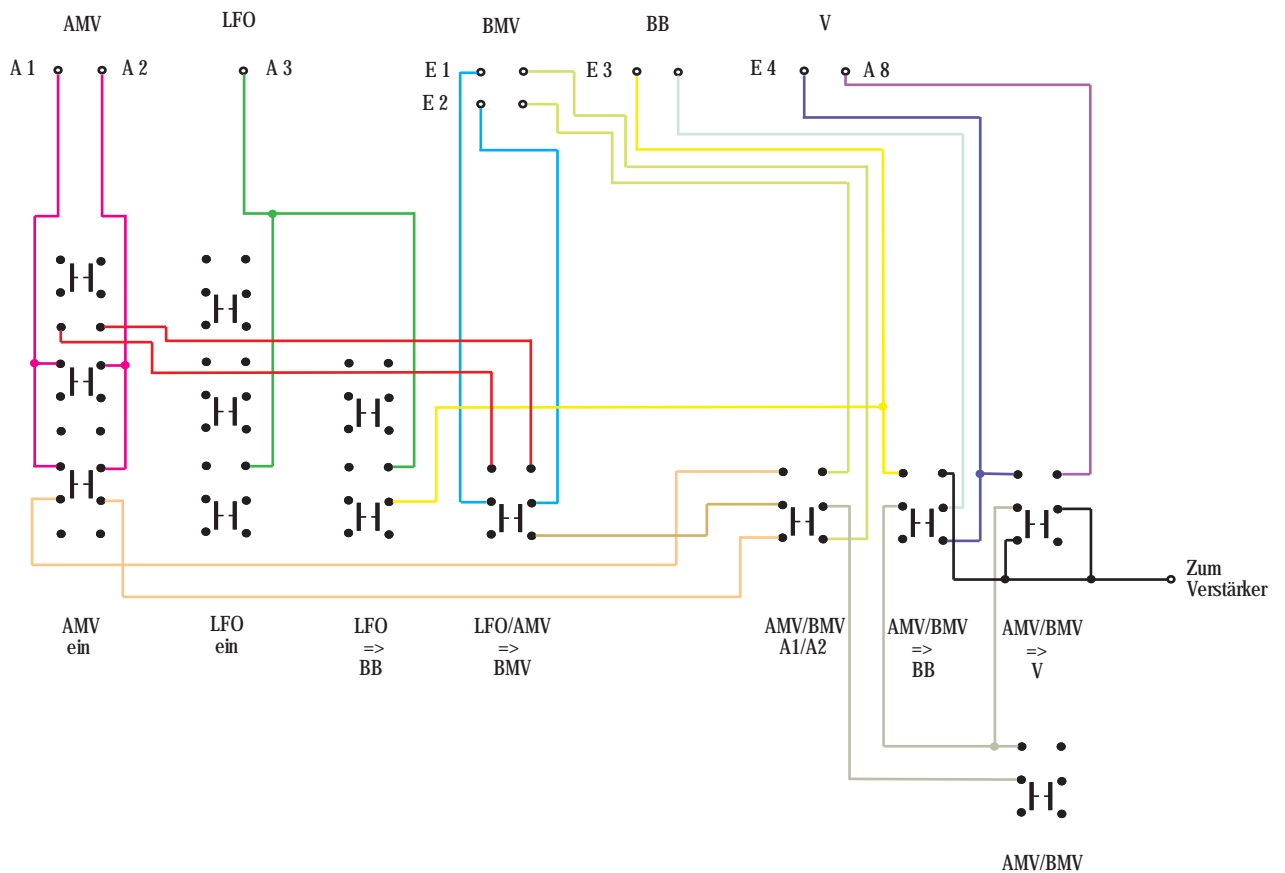 AMV
LFO
BMV
BB
V
A 1
A 2
A 3
E 1
E 3
E 4
A 8
E 2
Zum
Verstärker
AMV
ein
LFO
ein
LFO
=>
BB
LFO/AMV
=>
BMV
AMV/BMV
A1/A2
AMV/BMV
=>
BB
AMV/BMV
=>
V
AMV/BMV